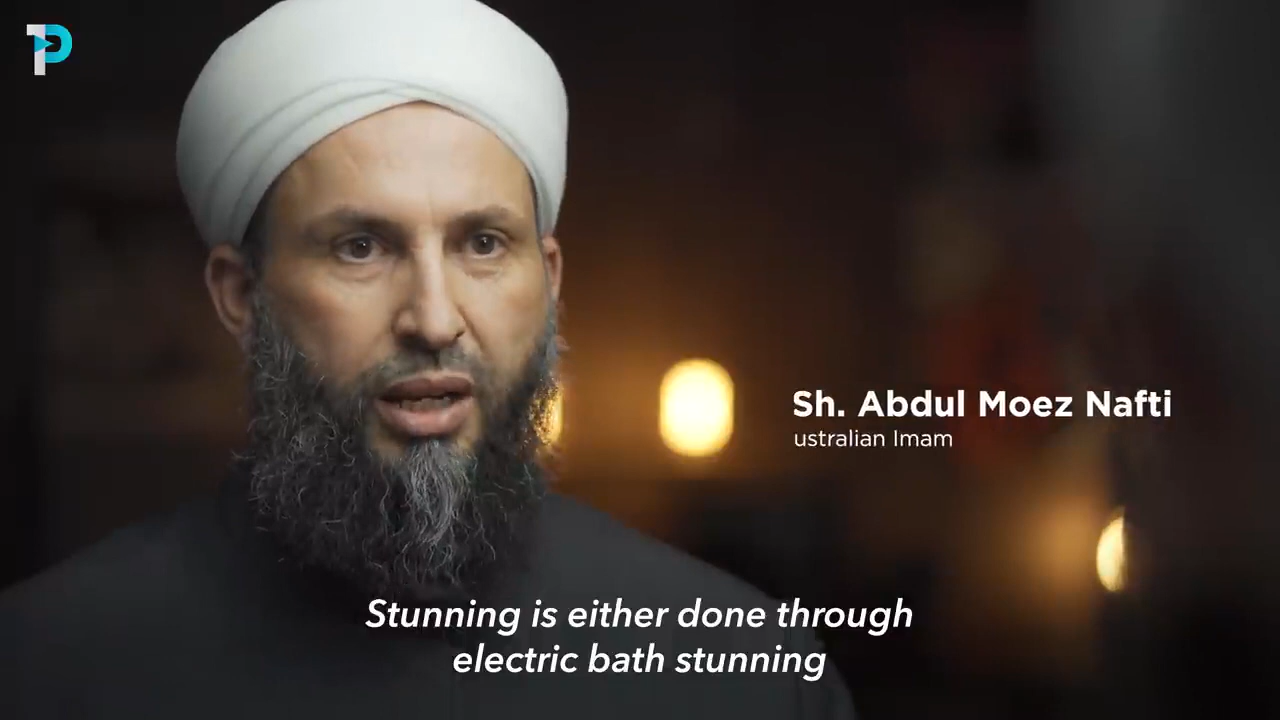 Sh. Abdul Moez Nafti
ustralian Imam
Stunning is either done through
electric bath stunning